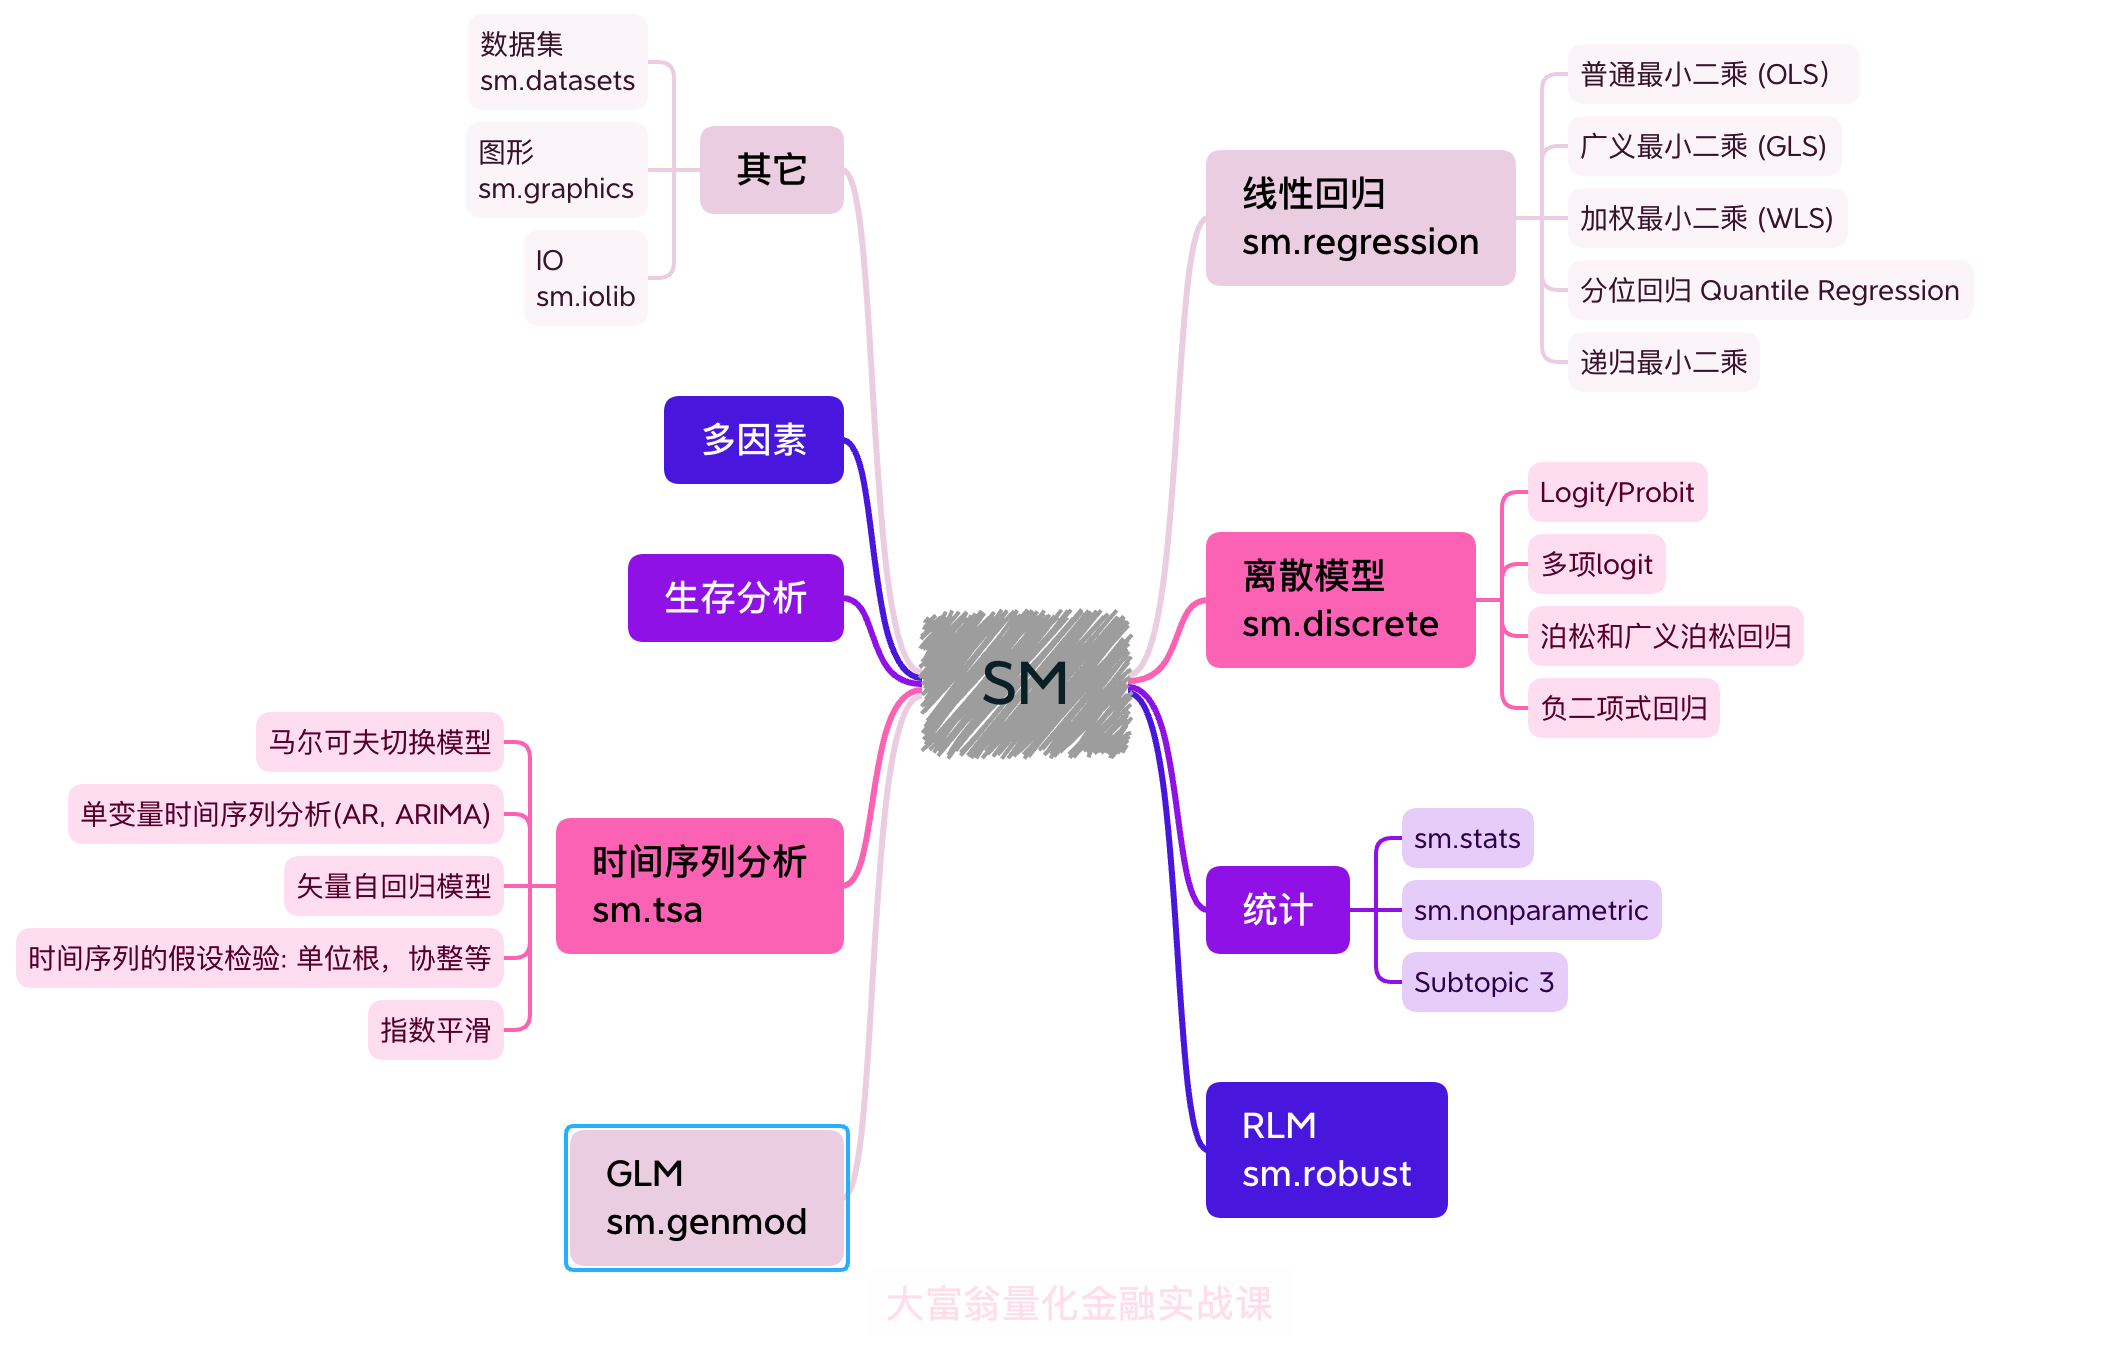 SM
线性回归
sm.regression
普通最小二乘 (OLS）
广义最小二乘 (GLS)
加权最小二乘 (WLS)
分位回归 Quantile Regression
递归最小二乘
离散模型
sm.discrete
Logit/Probit
多项logit
泊松和广义泊松回归
负二项式回归
统计
sm.stats
sm.nonparametric
Subtopic 3
RLM
sm.robust
其它
数据集
sm.datasets
图形
sm.graphics
IO
sm.iolib
多因素
生存分析
时间序列分析
sm.tsa
马尔可夫切换模型
单变量时间序列分析(AR, ARIMA)
矢量自回归模型
时间序列的假设检验: 单位根，协整等
指数平滑
GLM
sm.genmod
大富翁量化金融实战课